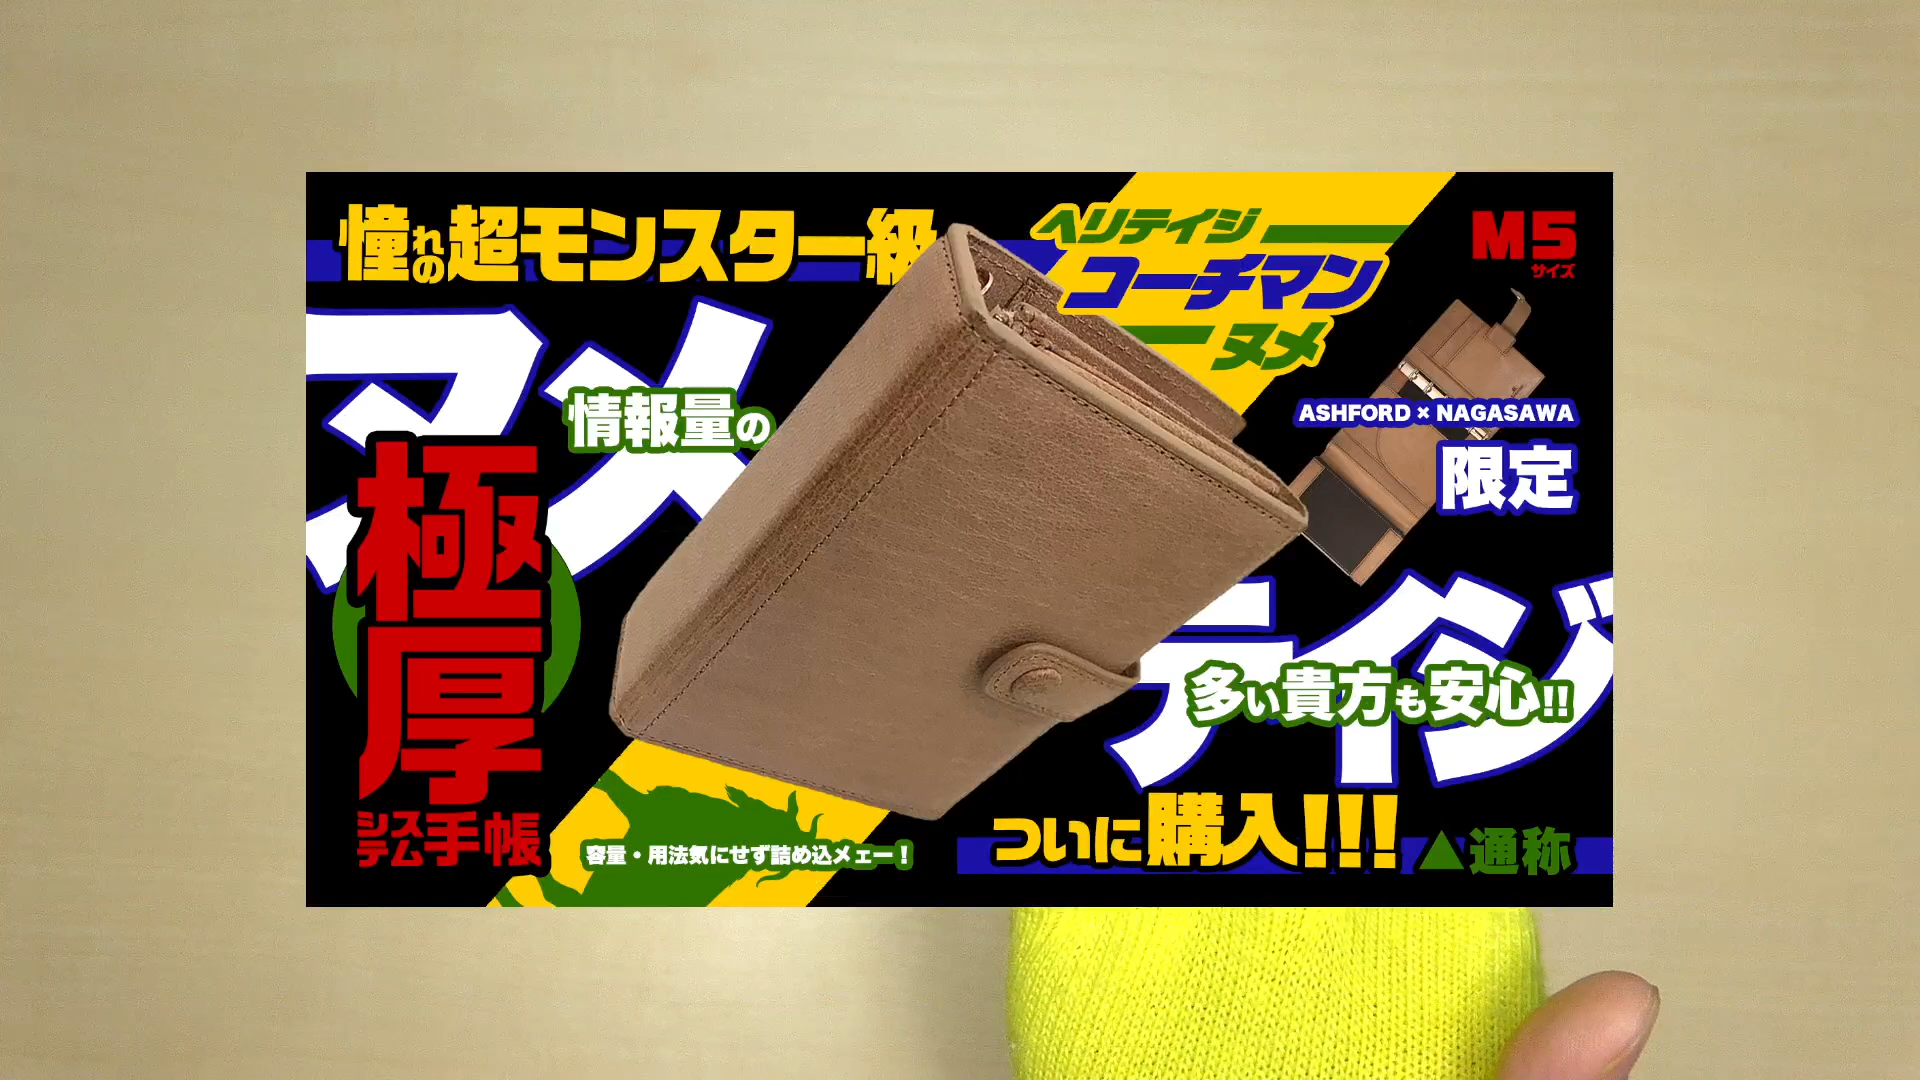 憧れの超モンスター級
ヘリテイジ
コーチマン
ヌメ
M5
サイズ
ヌメ
情報量の
ASHFORD × NAGASAWA
限定
極厚
システム手帳
テイジ
多い貴方も安心!!
容量・用法気にせず詰め込メェー！
ついに購入!!!
▲通称